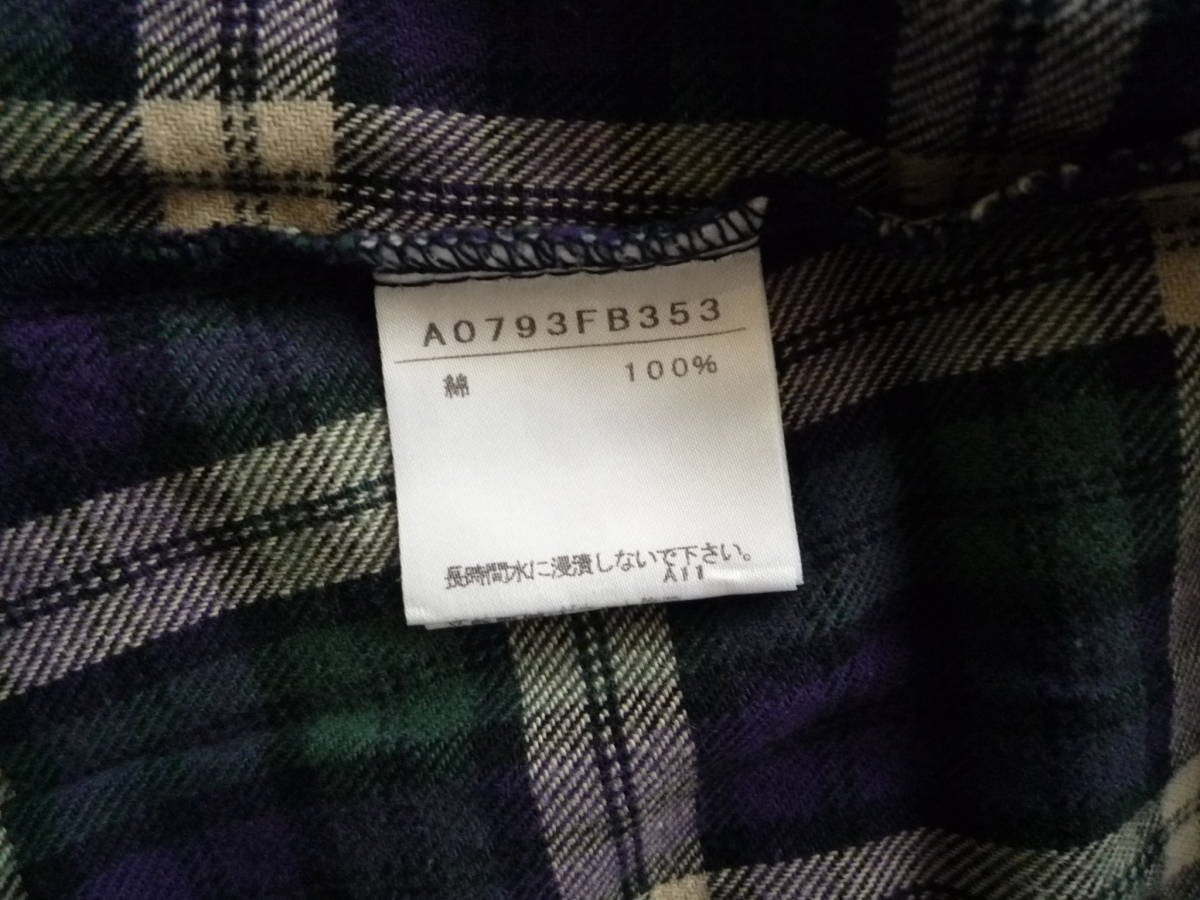 A0793FB353
綿 100%
長時間水に浸漬しないで下さい。
A11